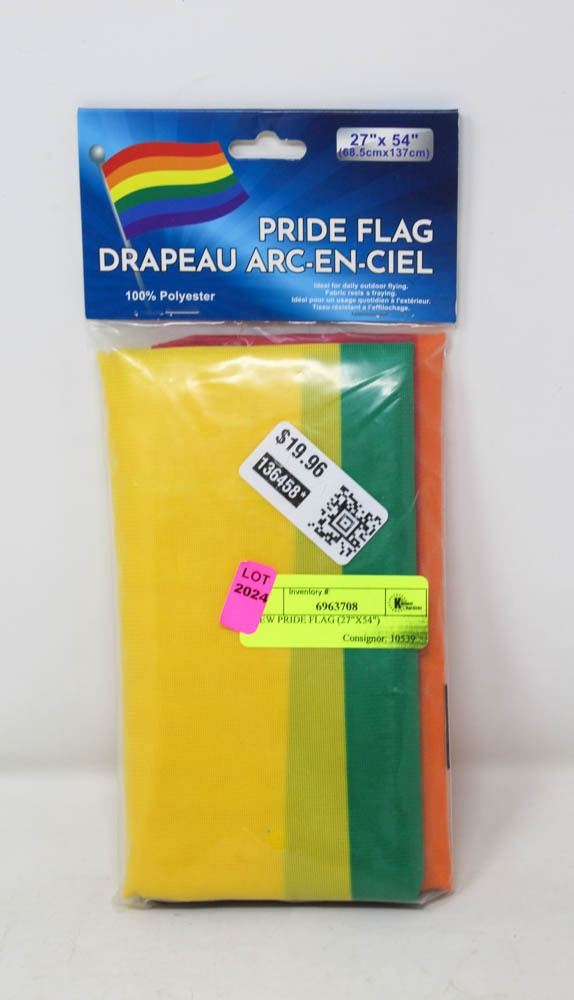 27"x 54"
(68.5cmx137cm)
PRIDE FLAG
DRAPEAU ARC-EN-CIEL
100% Polyester
Ideal for daily outdoor flying.
Fabric resis s fraying.
Idéal pour un usage quotidien à l'extérieur.
Tissu résistant a l'effilochage.
$19.96
136458*
LOT
2024
Inventory #
6963708
EW PRIDE FLAG (27"X54")
Consignor: 10539